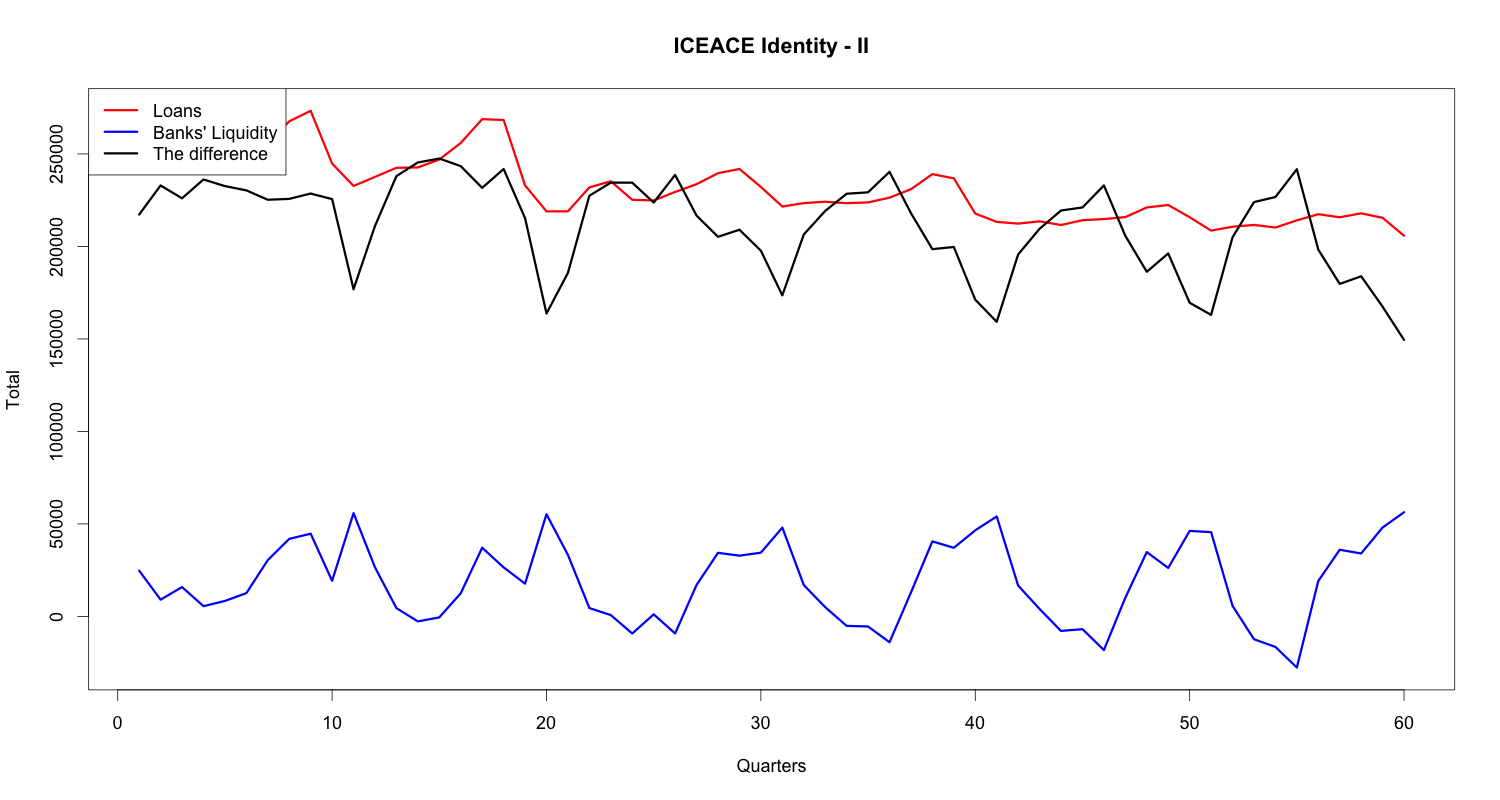 ICEACE Identity - II
Loans
Banks' Liquidity
The difference
Total
250000
200000
150000
100000
50000
0
0 10 20 30 40 50 60
Quarters